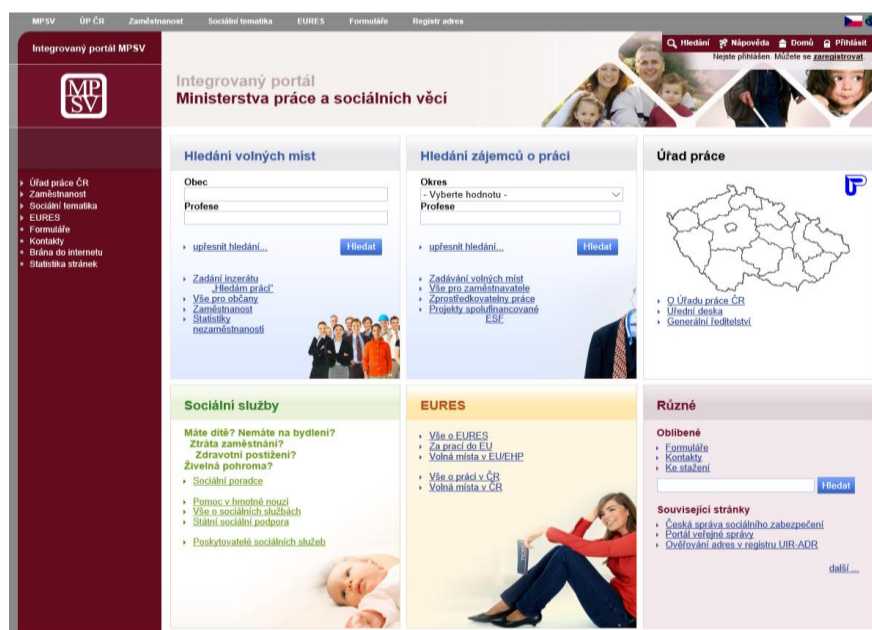 MPSV ÚP ČR Zaměstnanost Sociální tematika EURES Formuláře Registr adres
Integrovaný portál MPSV
Hledání Nápověda Domů Přihlásit
Nejste přihlášen. Můžete se zaregistrovat.
MP
SV
Integrovaný portál
Ministerstva práce a sociálních věcí
Úřad práce ČR
Zaměstnanost
Sociální tematika
EURES
Formuláře
Kontakty
Brána do internetu
Statistika stránek
Hledání volných míst
Obec
Profese
upřesnit hledání...
Hledat
Zadání inzerátu
„Hledám práci"
Vše pro občany
Zaměstnanost
Statistiky
nezaměstnanosti
Hledání zájemců o práci
Okres
- Vyberte hodnotu -
Profese
upřesnit hledání...
Hledat
Zadávání volných míst
Vše pro zaměstnavatele
Zprostředkovatelny práce
Projekty spolufinancované
ESF
Úřad práce
O Úřadu práce ČR
Úřední deska
Generální ředitelství
Sociální služby
Máte dítě? Nemáte na bydlení?
Ztráta zaměstnání?
Zdravotní postižení?
Živelná pohroma?
Sociální poradce
Pomoc v hmotné nouzi
Vše o sociálních službách
Státní sociální podpora
Poskytovatelé sociálních služeb
EURES
Vše o EURES
Za prací do EU
Volná místa v EU/EHP
Vše o práci v ČR
Volná místa v ČR
Různé
Oblíbené
Formuláře
Kontakty
Ke stažení
Hledat
Související stránky
Česká správa sociálního zabezpečení
Portál veřejné správy
Ověřování adres v registru UIR-ADR
další ...